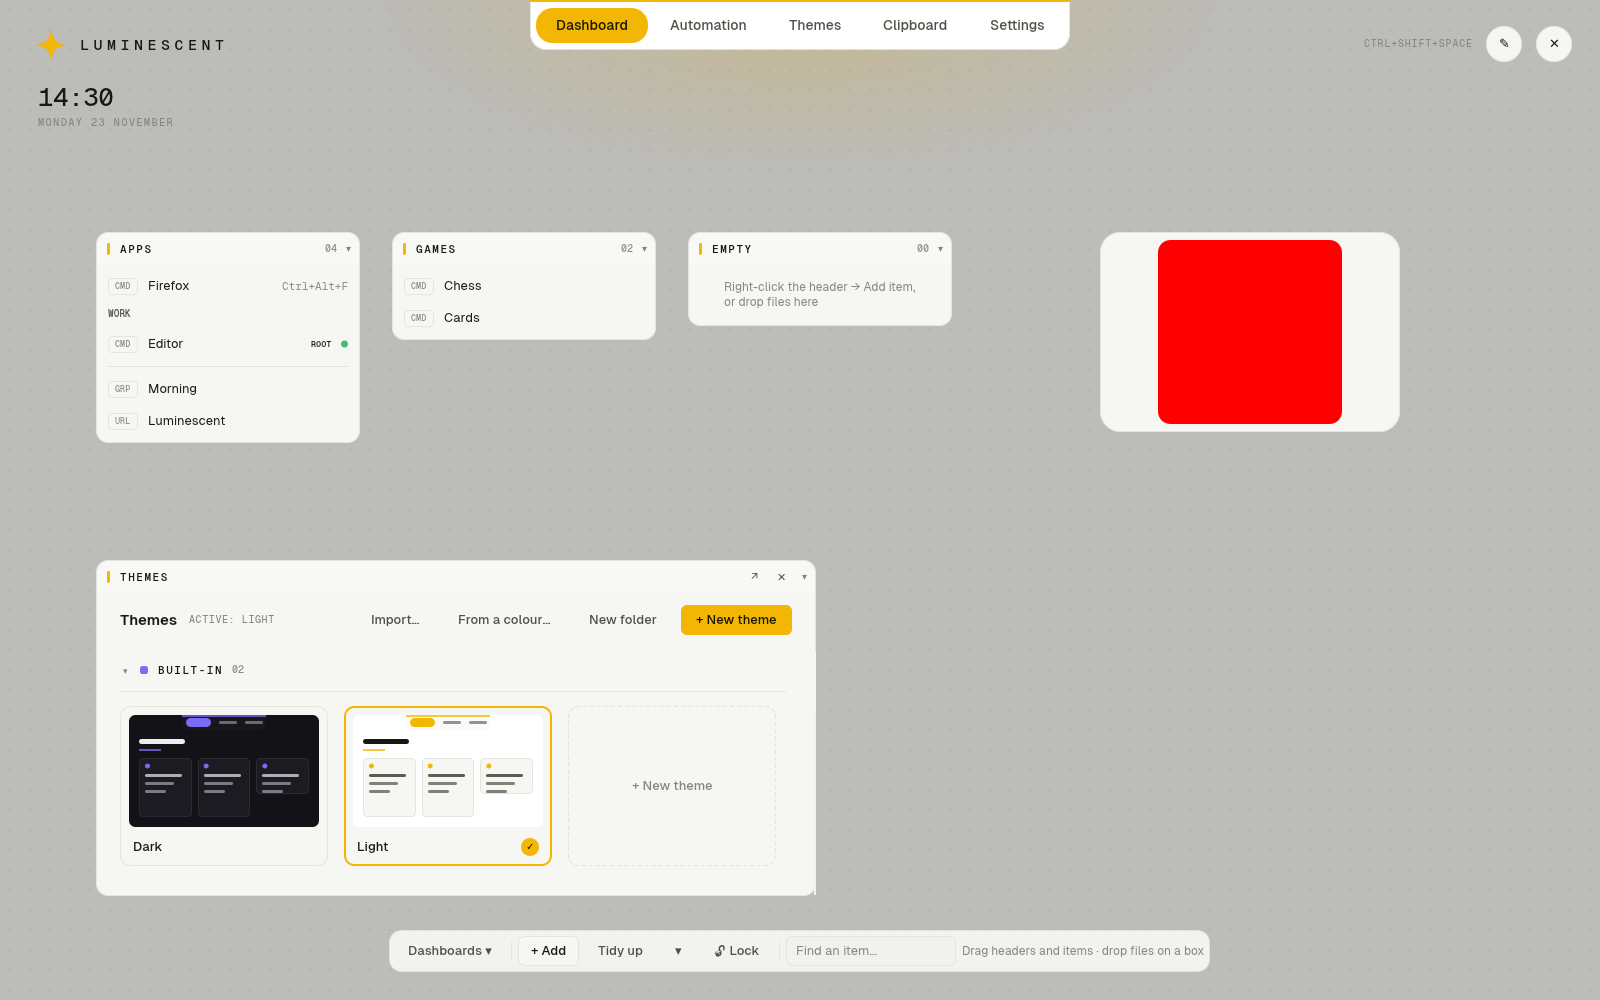 LUMINESCENT
Dashboard Automation Themes Clipboard Settings
CTRL+SHIFT+SPACE ✎ ✕
14:30
MONDAY 23 NOVEMBER
APPS 04 ▾
CMD Firefox Ctrl+Alt+F
WORK
CMD Editor ROOT
GRP Morning
URL Luminescent
GAMES 02 ▾
CMD Chess
CMD Cards
EMPTY 00 ▾
Right-click the header → Add item,
or drop files here
THEMES ↗ ✕ ▾
Themes ACTIVE: LIGHT Import… From a colour… New folder + New theme
▾ BUILT-IN 02
Dark
Light ✓
+ New theme
Dashboards ▾ + Add Tidy up ▾ 🔓 Lock Find an item… Drag headers and items · drop files on a box